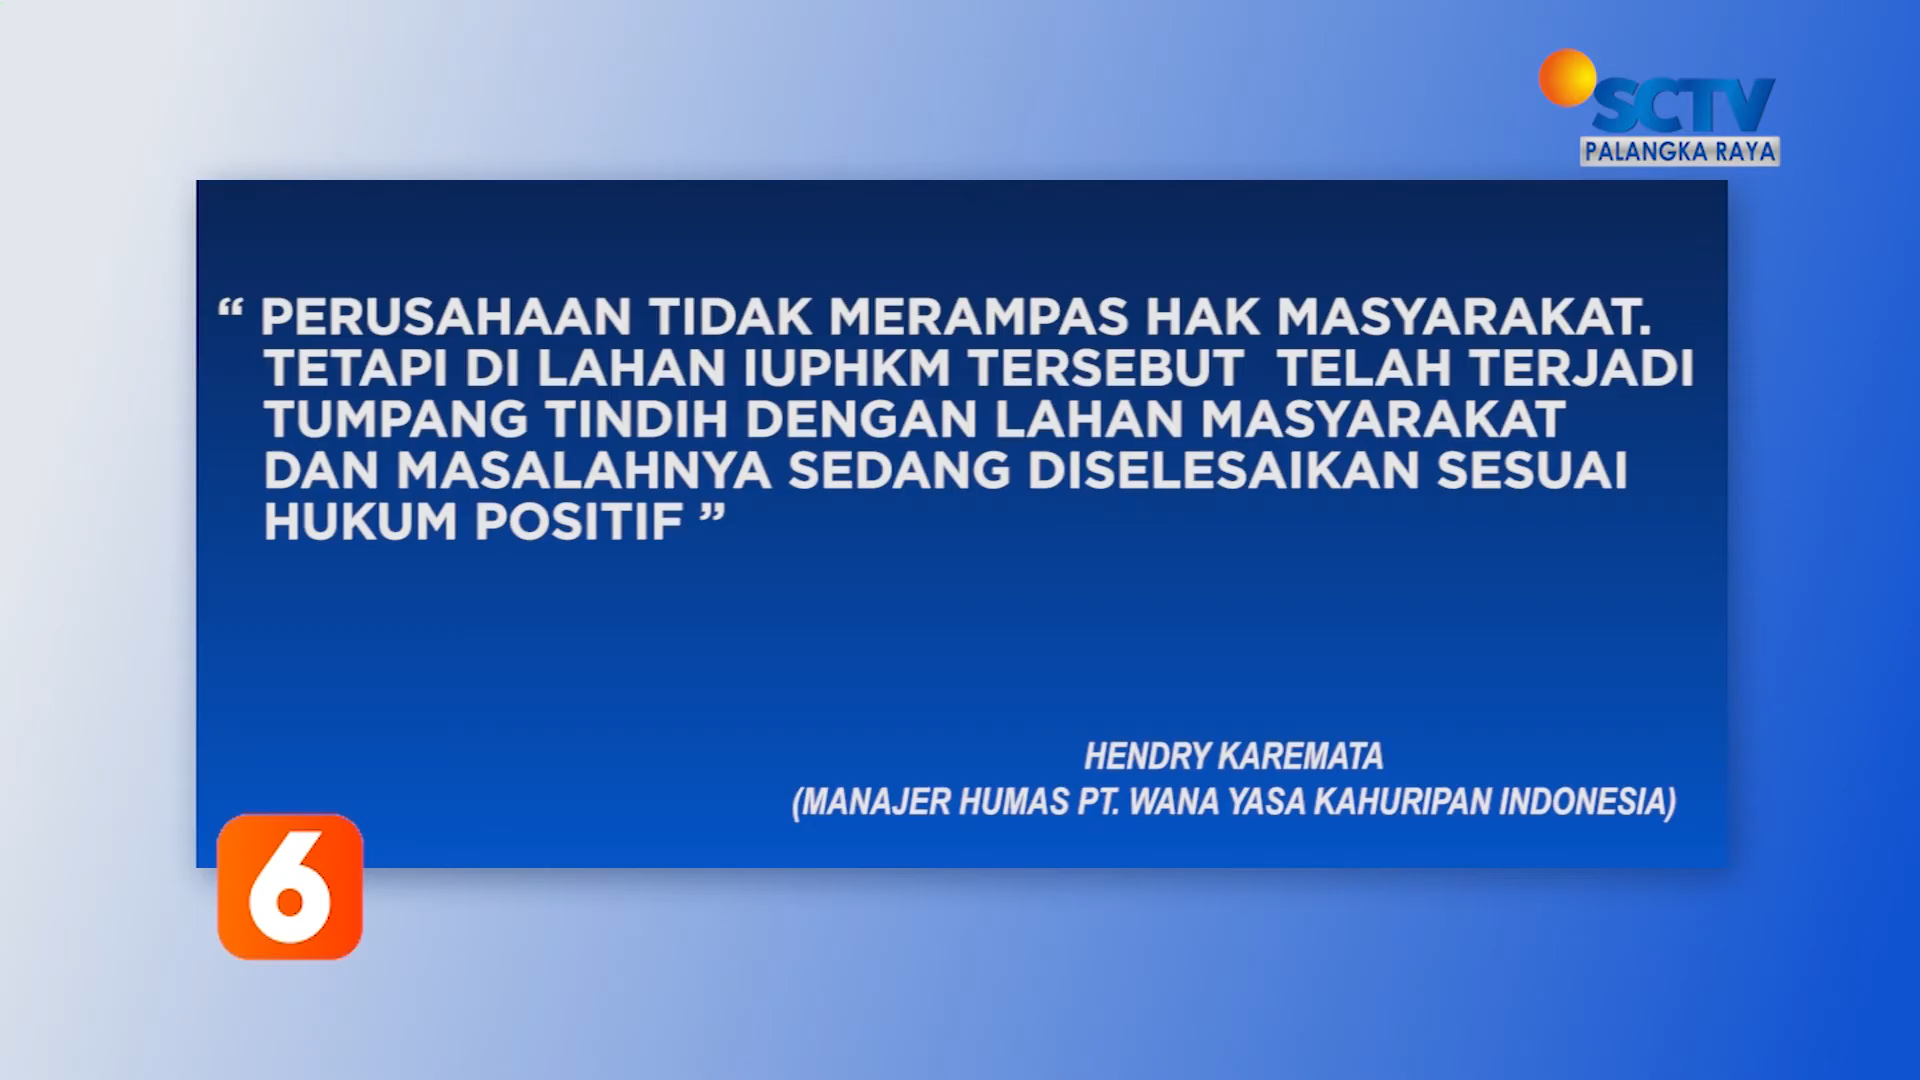 SCTV
PALANGKA RAYA
“ PERUSAHAAN TIDAK MERAMPAS HAK MASYARAKAT.
TETAPI DI LAHAN IUPHKM TERSEBUT TELAH TERJADI
TUMPANG TINDIH DENGAN LAHAN MASYARAKAT
DAN MASALAHNYA SEDANG DISELESAIKAN SESUAI
HUKUM POSITIF ”
HENDRY KAREMATA
(MANAJER HUMAS PT. WANA YASA KAHURIPAN INDONESIA)
6